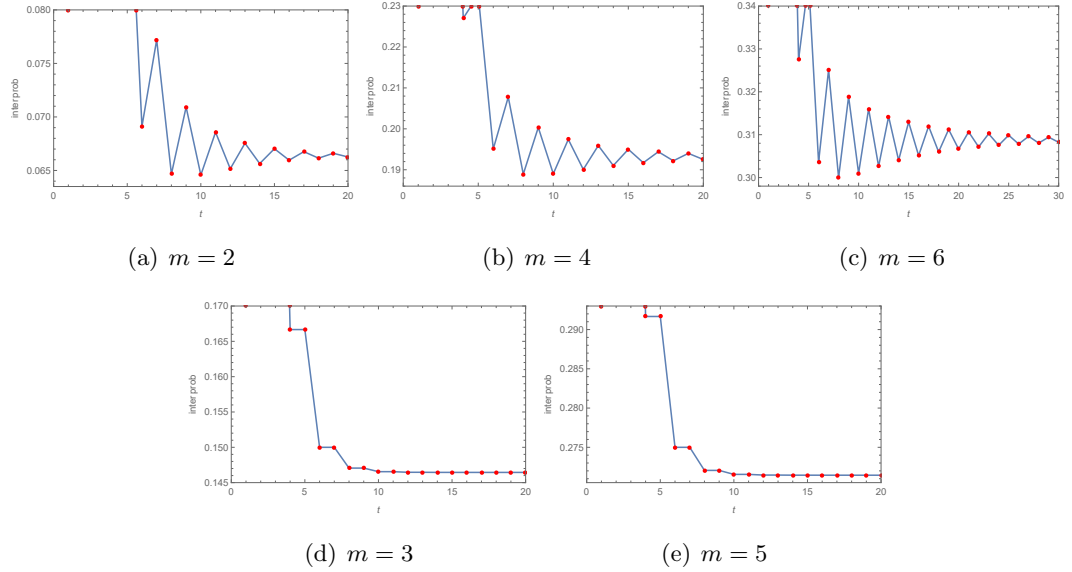 0.080
0.075
0.070
0.065
interprob
0 5 10 15 20
t
(a) m = 2
0.23
0.22
0.21
0.20
0.19
interprob
0 5 10 15 20
t
(b) m = 4
0.34
0.33
0.32
0.31
0.30
interprob
0 5 10 15 20 25 30
t
(c) m = 6
0.170
0.165
0.160
0.155
0.150
0.145
interprob
0 5 10 15 20
t
(d) m = 3
0.290
0.285
0.280
0.275
interprob
0 5 10 15 20
t
(e) m = 5